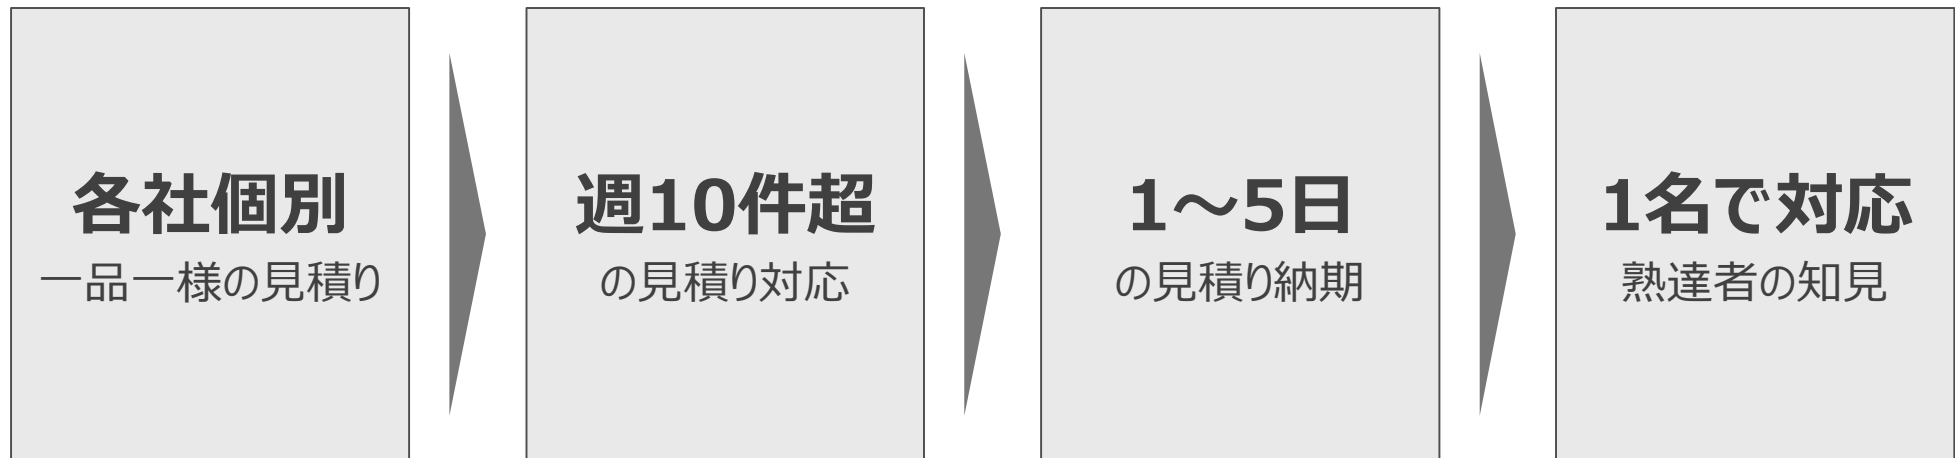 各社個別
一品一様の見積り
週10件超
の見積り対応
1～5日
の見積り納期
1名で対応
熟達者の知見